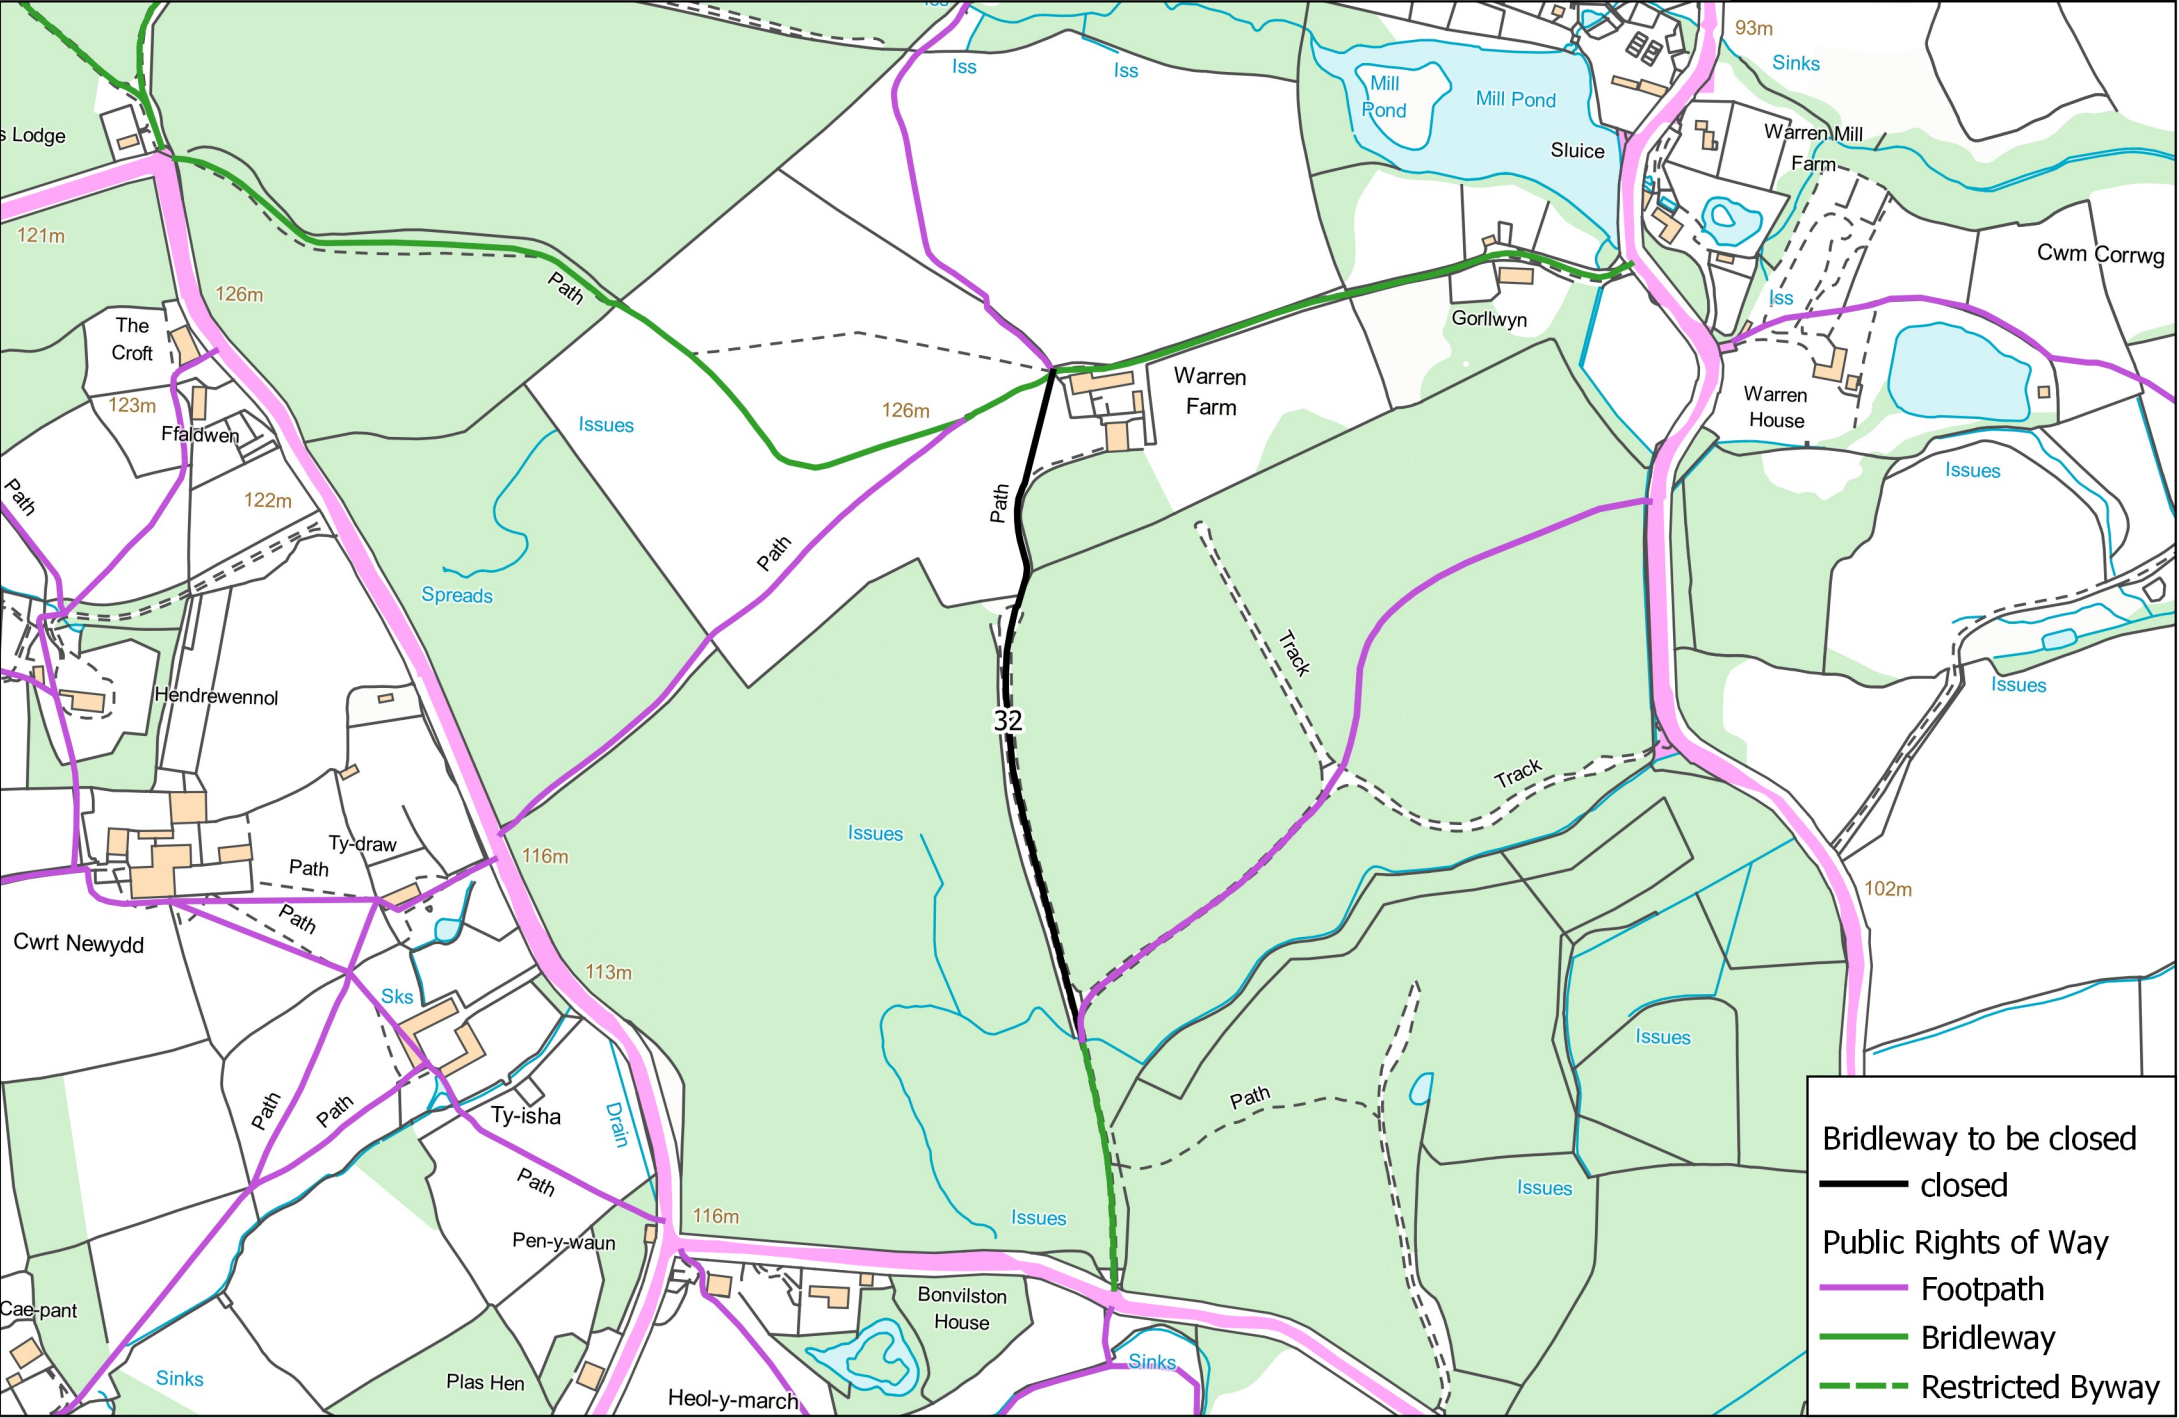 93m
Sinks
Iss
Iss
Mill
Pond
Mill Pond
Sluice
Warren Mill
Farm
Lodge
121m
126m
Path
Cwm Corrwg
Iss
Gorllwyn
The
Croft
123m
Ffaldwen
Issues
126m
Warren
Farm
Warren
House
122m
Path
Path
Path
Issues
Spreads
Track
Hendrewennol
32
Issues
Track
Issues
Ty-draw
116m
Path
Path
102m
Cwrt Newydd
113m
Sks
Issues
Path
Path
Ty-isha
Drain
Path
Path
Issues
116m
Issues
Pen-y-waun
Cae-pant
Bonvilston
House
Sinks
Plas Hen
Heol-y-march
Sinks
Bridleway to be closed
closed
Public Rights of Way
Footpath
Bridleway
Restricted Byway